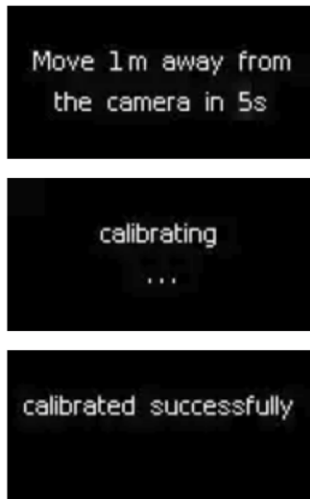 Move 1m away from
the camera in 5s
calibrating
...
calibrated successfully